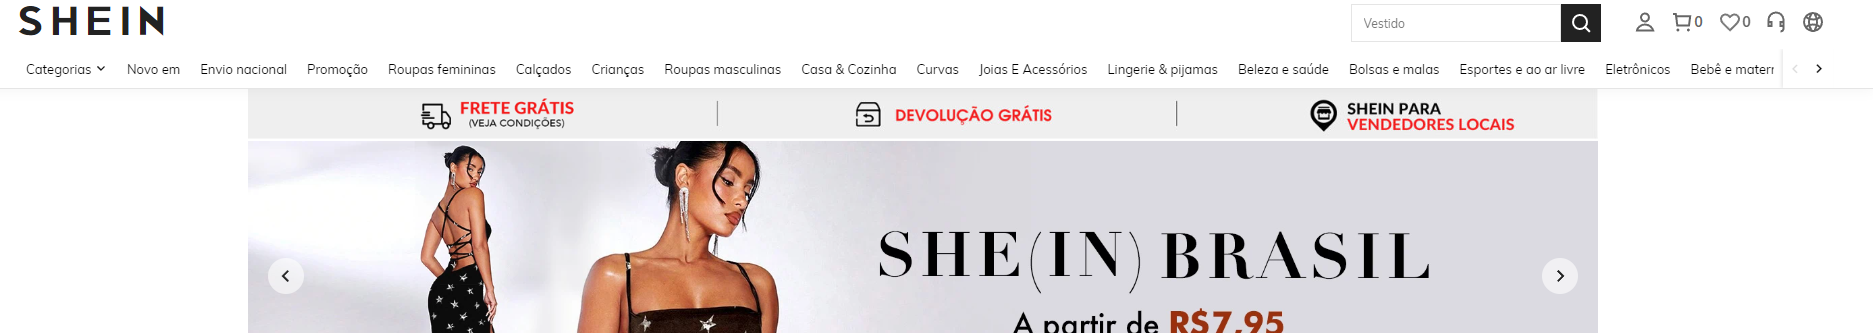 SHEIN
Vestido
0
0
Categorias
Novo em
Envio nacional
Promoção
Roupas femininas
Calçados
Crianças
Roupas masculinas
Casa & Cozinha
Curvas
Joias E Acessórios
Lingerie & pijamas
Beleza e saúde
Bolsas e malas
Esportes e ao ar livre
Eletrônicos
Bebê e matern
FRETE GRÁTIS
(VEJA CONDIÇÕES)
DEVOLUÇÃO GRÁTIS
SHEIN PARA
VENDEDORES LOCAIS
SHE(IN) BRASIL
A partir de R$7,95